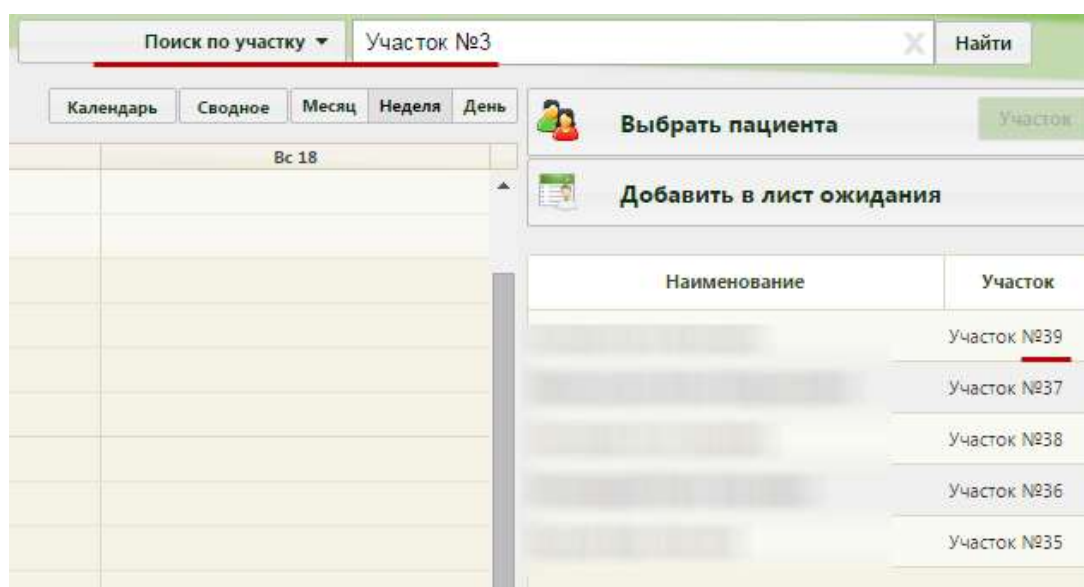 Поиск по участку Участок №3 Найти
Календарь Сводное Месяц Неделя День
Выбрать пациента Участок
Вс 18
Добавить в лист ожидания
Наименование Участок
Участок №39
Участок №37
Участок №38
Участок №36
Участок №35